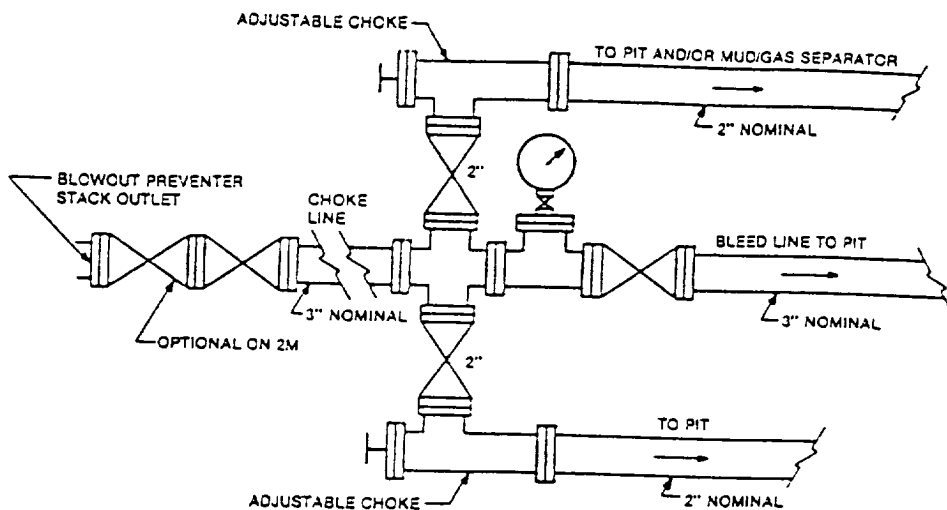 ADJUSTABLE CHOKE
TO PIT AND/OR MUD/GAS SEPARATOR
2" NOMINAL
2"
BLOWOUT PREVENTER
STACK OUTLET
CHOKE
LINE
BLEED LINE TO PIT
3" NOMINAL
3" NOMINAL
OPTIONAL ON 2M
2"
TO PIT
ADJUSTABLE CHOKE
2" NOMINAL